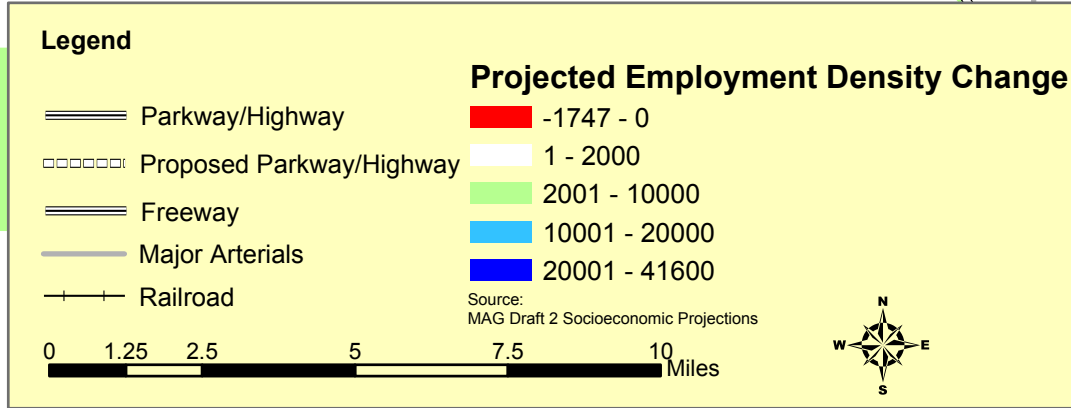 Legend
Parkway/Highway
Proposed Parkway/Highway
Freeway
Major Arterials
Railroad
Projected Employment Density Change
-1747 - 0
1 - 2000
2001 - 10000
10001 - 20000
20001 - 41600
Source:
MAG Draft 2 Socioeconomic Projections
0 1.25 2.5 5 7.5 10
Miles
N
W E
S